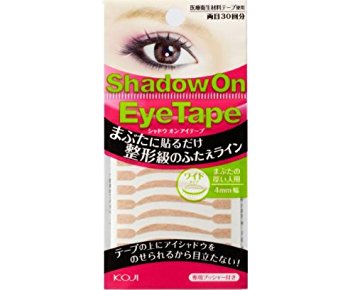 医療衛生材料テープ使用
両目30回分
Shadow On
Eye Tape
シャドウ オン アイテープ
まぶたに貼るだけ
整形級のふたえライン
ワイド
まぶたの
厚い人用
4mm幅
テープの上にアイシャドウを
のせられるから目立たない!
KOJI
専用プッシャー付き